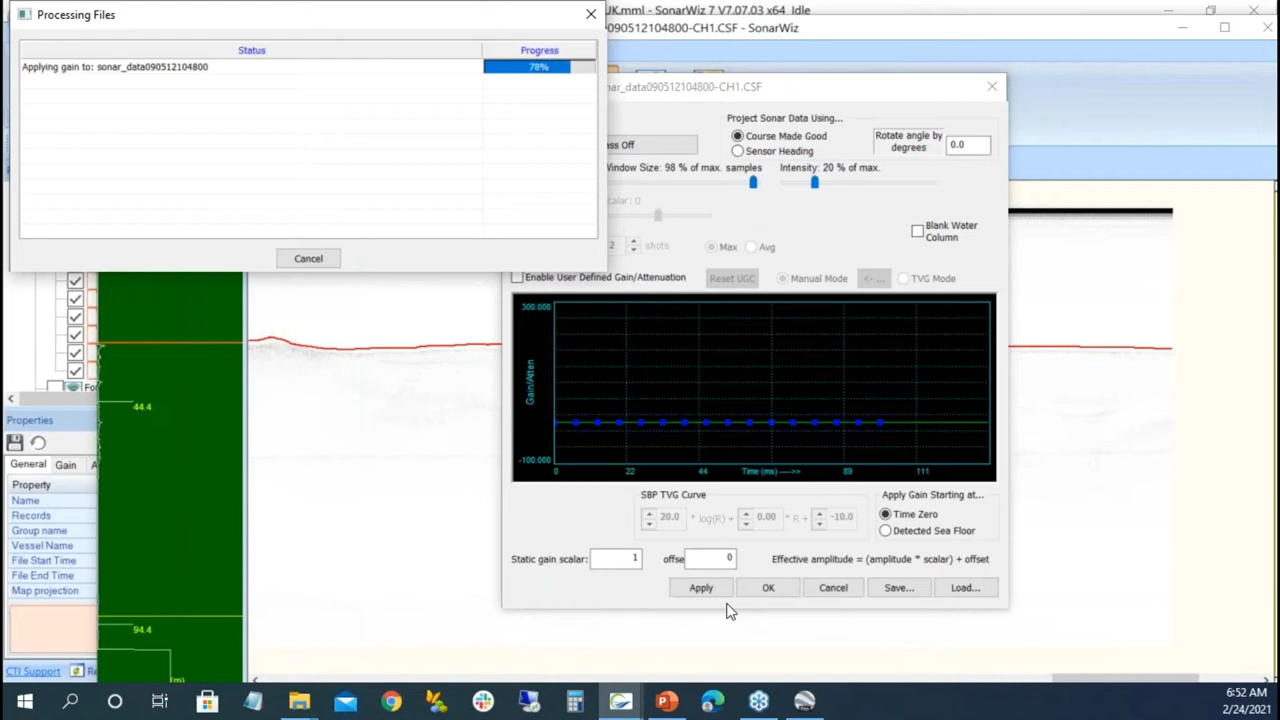 Processing Files
UK.mml - SonarWiz 7 V7.07.03 x64 Idle
090512104800-CH1.CSF - SonarWiz
Status Progress
Applying gain to: sonar_data090512104800 78%
Cancel
nar_data090512104800-CH1.CSF
Project Sonar Data Using...
Course Made Good
Sensor Heading
Rotate angle by degrees 0.0
ass Off
Window Size: 98 % of max. samples Intensity: 20 % of max.
calar: 0
2 shots Max Avg
Blank Water
Column
Enable User Defined Gain/Attenuation Reset UGC Manual Mode <- ... TVG Mode
300.000
Gain/Atten
-100.000
0 22 44 Time (ms) ---->> 89 111
SBP TVG Curve
20.0 * log(R) + 0.00 * R + -10.0
Apply Gain Starting at...
Time Zero
Detected Sea Floor
Static gain scalar: 1 offse 0 Effective amplitude = (amplitude * scalar) + offset
Apply OK Cancel Save... Load...
Fo
44.4
94.4
(m)
Properties
General Gain A
Property
Name
Records
Group name
Vessel Name
File Start Time
File End Time
Map projection
CTI Support Re
6:52 AM
2/24/2021